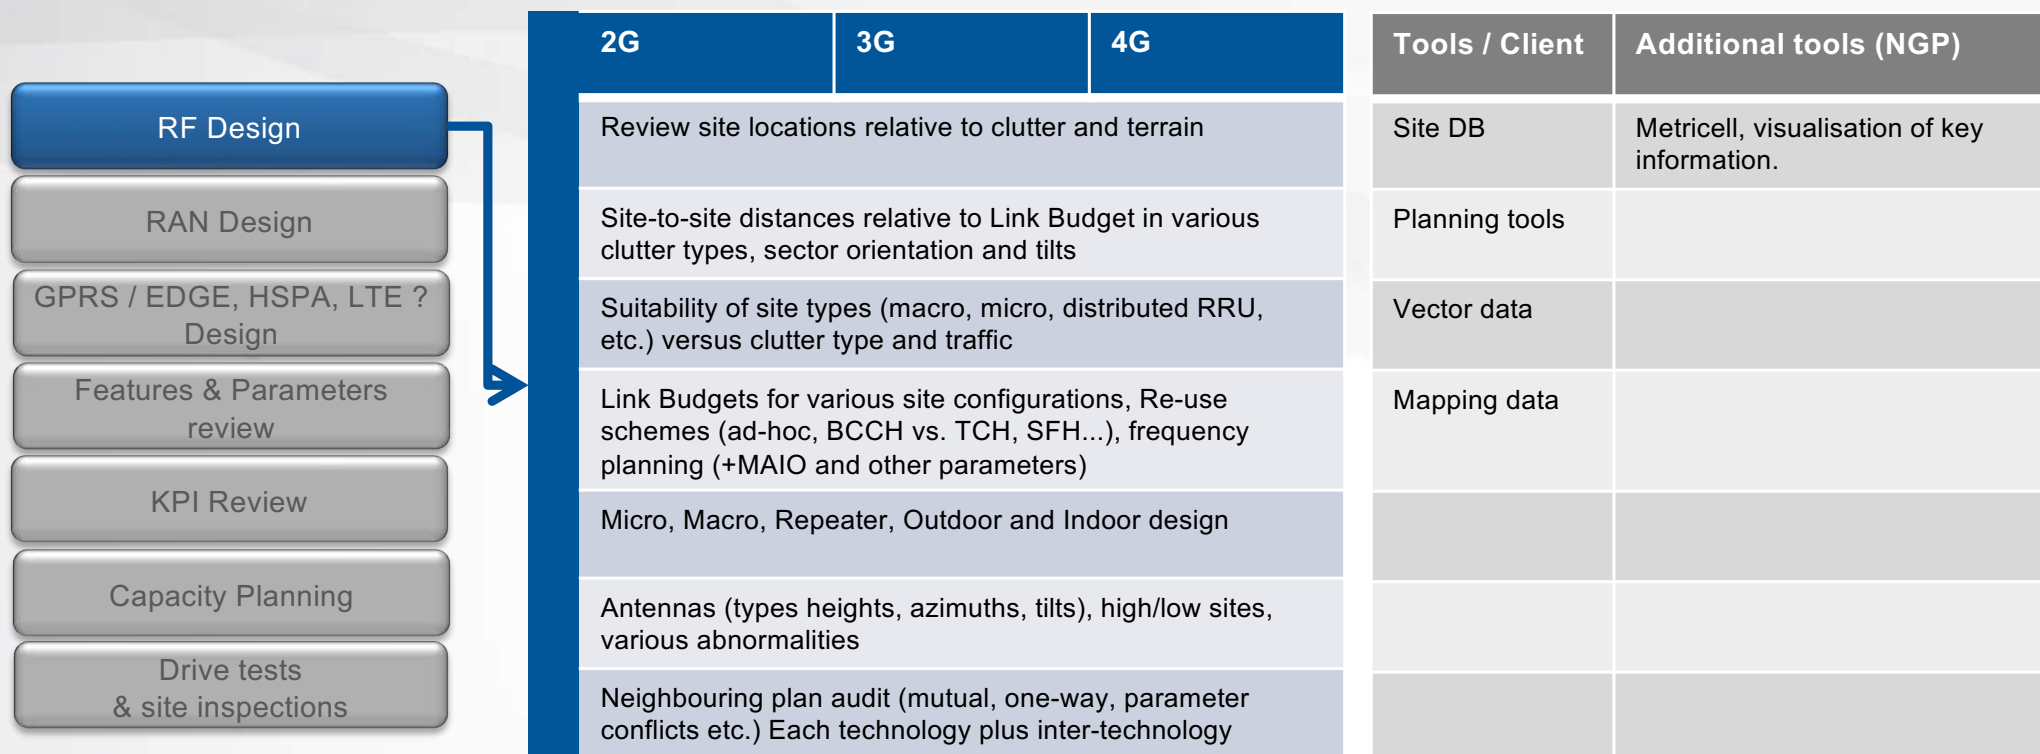 RF Design
RAN Design
GPRS / EDGE, HSPA, LTE ?
Design
Features & Parameters
review
KPI Review
Capacity Planning
Drive tests
& site inspections
2G 3G 4G
Review site locations relative to clutter and terrain
Site-to-site distances relative to Link Budget in various
clutter types, sector orientation and tilts
Suitability of site types (macro, micro, distributed RRU,
etc.) versus clutter type and traffic
Link Budgets for various site configurations, Re-use
schemes (ad-hoc, BCCH vs. TCH, SFH...), frequency
planning (+MAIO and other parameters)
Micro, Macro, Repeater, Outdoor and Indoor design
Antennas (types heights, azimuths, tilts), high/low sites,
various abnormalities
Neighbouring plan audit (mutual, one-way, parameter
conflicts etc.) Each technology plus inter-technology
Tools / Client Additional tools (NGP)
Site DB Metricell, visualisation of key
information.
Planning tools
Vector data
Mapping data